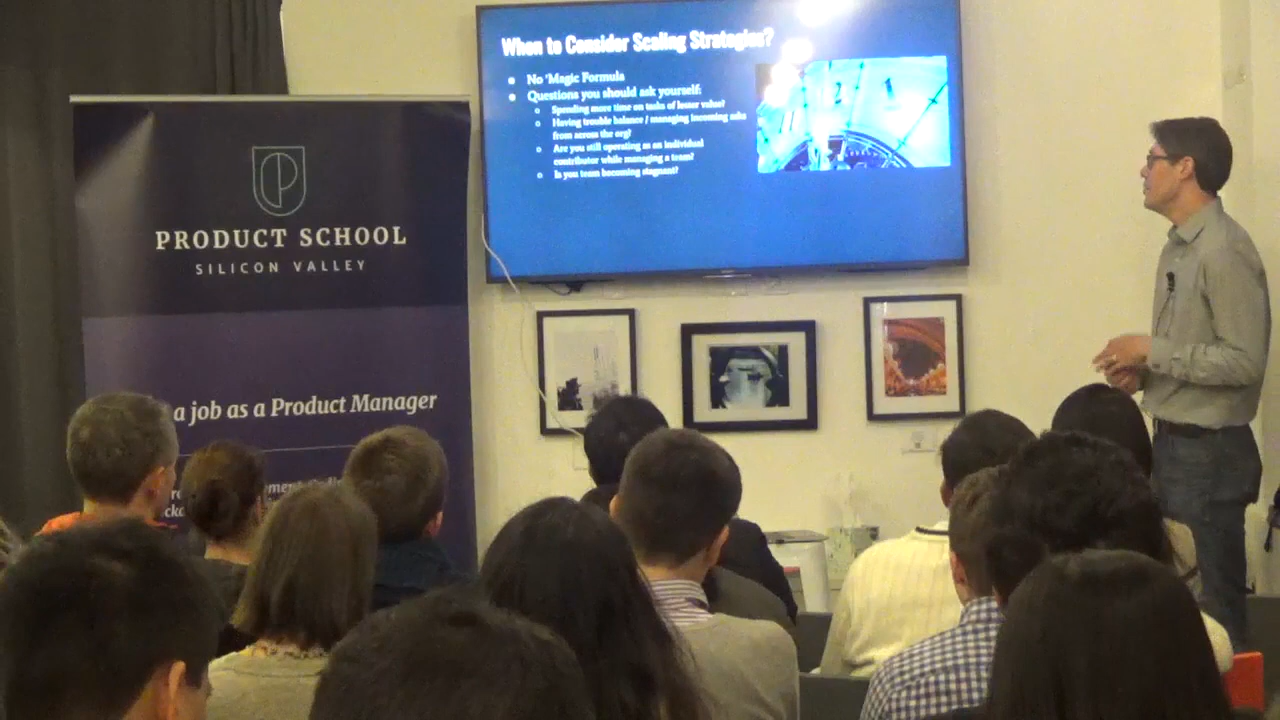 When to Consider Scaling Strategies?
No 'Magic Formula
Questions you should ask yourself:
Spending more time on tasks of lesser value?
Having trouble balance / managing incoming asks
from across the org?
Are you still operating as an individual
contributor while managing a team?
Is you team becoming stagnant?
PRODUCT SCHOOL
SILICON VALLEY
a job as a Product Manager